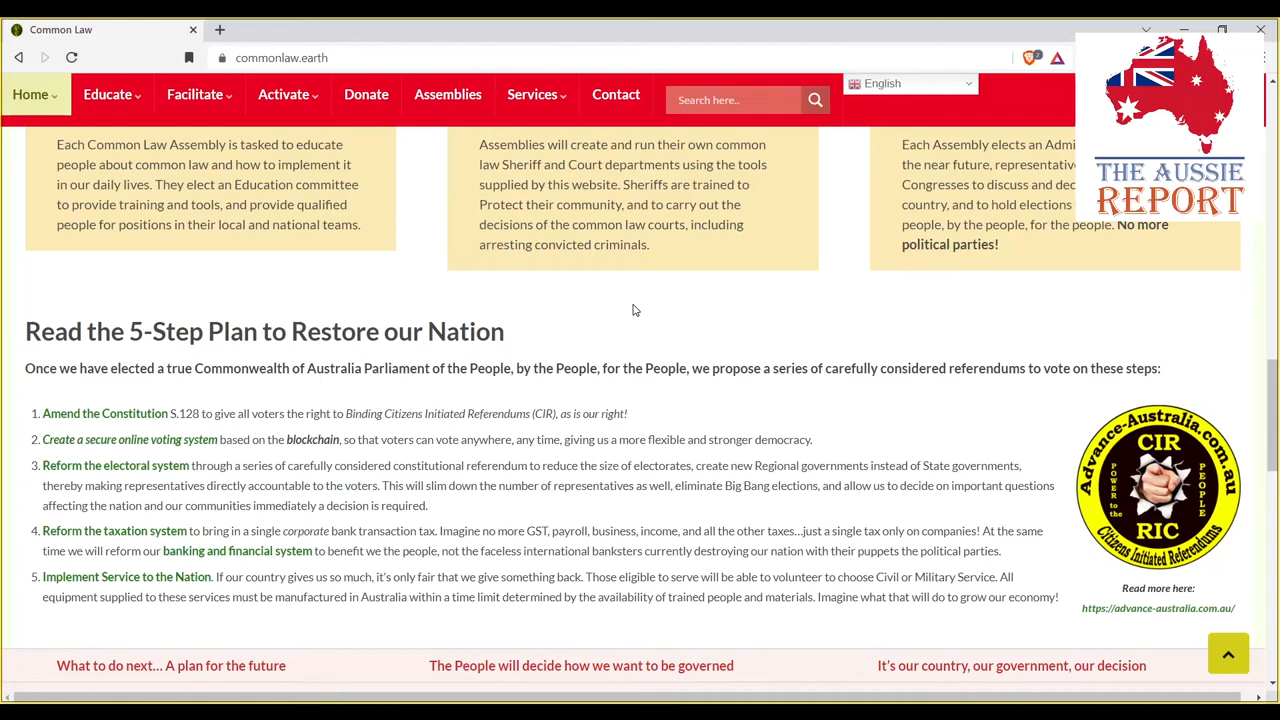 Common Law
commonlaw.earth
2
Home
Educate
Facilitate
Activate
Donate
Assemblies
Services
Contact
Search here..
English
THE AUSSIE
REPORT
Each Common Law Assembly is tasked to educate
people about common law and how to implement it
in our daily lives. They elect an Education committee
to provide training and tools, and provide qualified
people for positions in their local and national teams.
Assemblies will create and run their own common
law Sheriff and Court departments using the tools
supplied by this website. Sheriffs are trained to
Protect their community, and to carry out the
decisions of the common law courts, including
arresting convicted criminals.
Each Assembly elects an
the near future,
Congresses to discuss and
country, and to hold elections
people, by the people, for the people. No more
political parties!
Read the 5-Step Plan to Restore our Nation
Once we have elected a true Commonwealth of Australia Parliament of the People, by the People, for the People, we propose a series of carefully considered referendums to vote on these steps:
1. Amend the Constitution S.128 to give all voters the right to Binding Citizens Initiated Referendums (CIR), as is our right!
2. Create a secure online voting system based on the blockchain, so that voters can vote anywhere, any time, giving us a more flexible and stronger democracy.
3. Reform the electoral system through a series of carefully considered constitutional referendum to reduce the size of electorates, create new Regional governments instead of State governments,
thereby making representatives directly accountable to the voters. This will slim down the number of representatives as well, eliminate Big Bang elections, and allow us to decide on important questions
affecting the nation and our communities immediately a decision is required.
4. Reform the taxation system to bring in a single corporate bank transaction tax. Imagine no more GST, payroll, business, income, and all the other taxes…just a single tax only on companies! At the same
time we will reform our banking and financial system to benefit we the people, not the faceless international banksters currently destroying our nation with their puppets the political parties.
5. Implement Service to the Nation. If our country gives us so much, it's only fair that we give something back. Those eligible to serve will be able to volunteer to choose Civil or Military Service. All
equipment supplied to these services must be manufactured in Australia within a time limit determined by the availability of trained people and materials. Imagine what that will do to grow our economy!
Advance-Australia.com.au
CIR
POWER to the
PEOPLE
RIC
Citizens Initiated Referendums
Read more here:
https://advance-australia.com.au/
What to do next… A plan for the future
The People will decide how we want to be governed
It's our country, our government, our decision